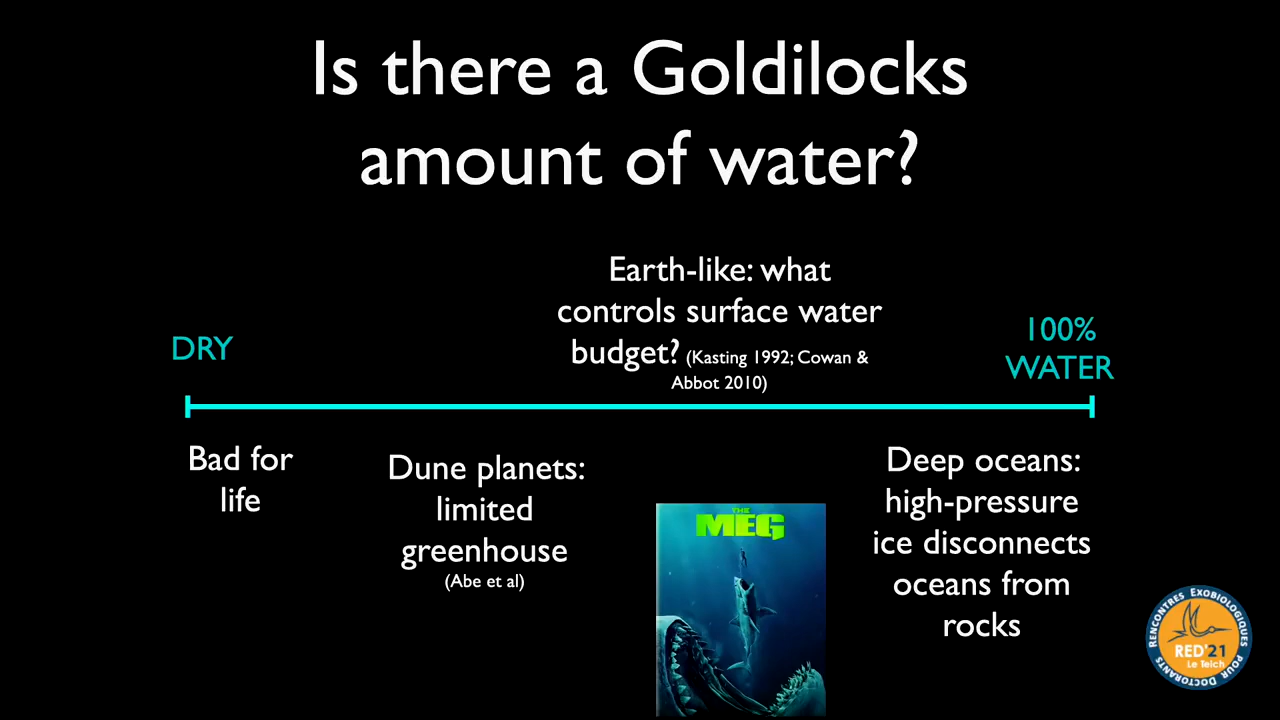 Is there a Goldilocks
amount of water?
Earth-like: what
controls surface water
budget? (Kasting 1992; Cowan &
Abbot 2010)
DRY
100%
WATER
Bad for
life
Dune planets:
limited
greenhouse
(Abe et al)
THE
MEG
Deep oceans:
high-pressure
ice disconnects
oceans from
rocks
RENCONTRES EXOBIOLOGIQUES
POUR DOCTORANTS
RED'21
Le Teich